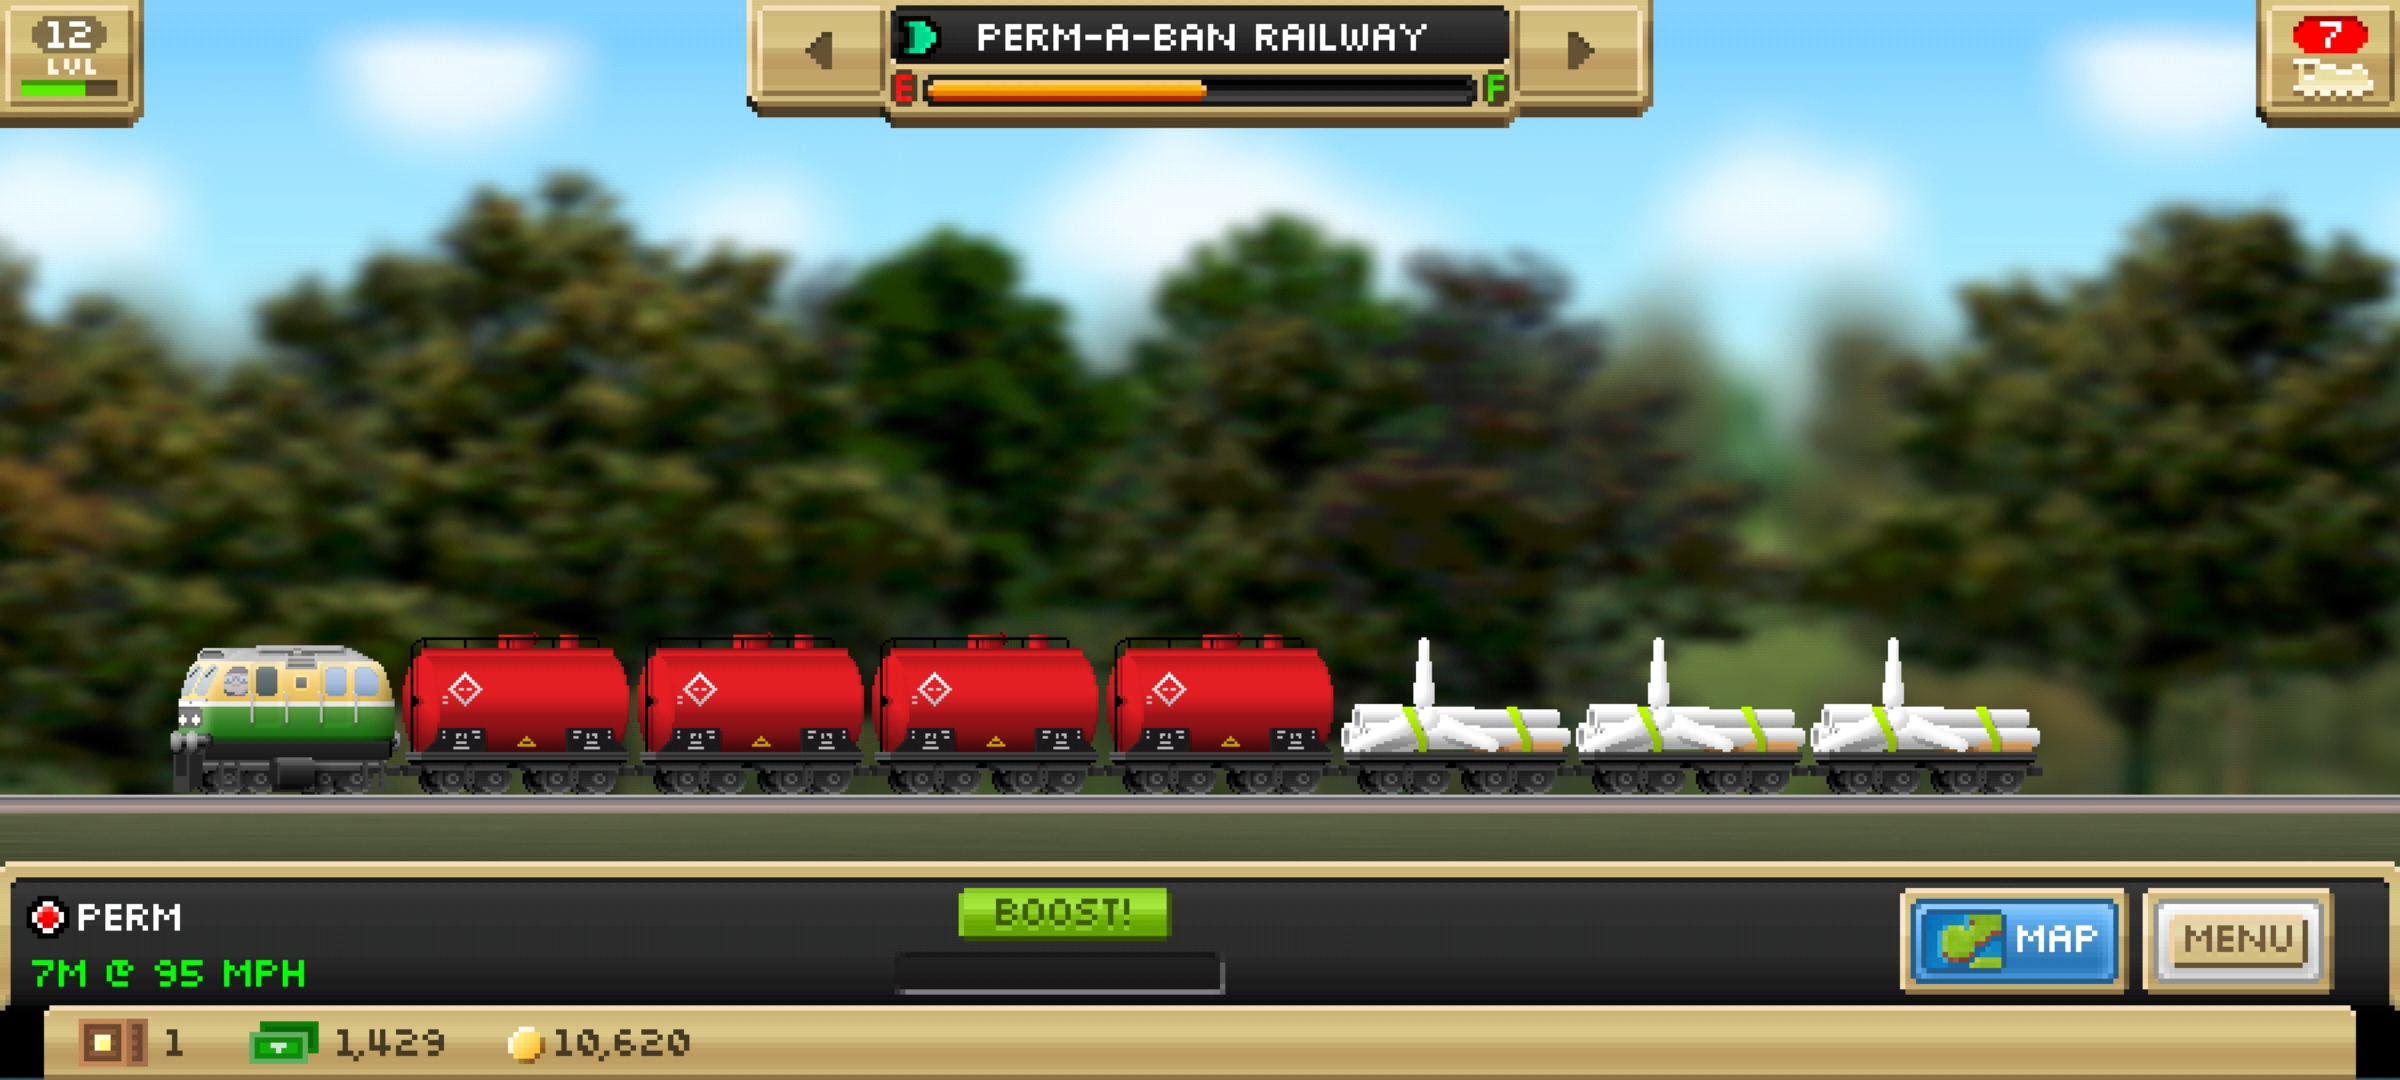 12
LVL
PERM-A-BAN RAILWAY
E
F
7
PERM
7M @ 95 MPH
BOOST!
MAP
MENU
1
1,429
10,620